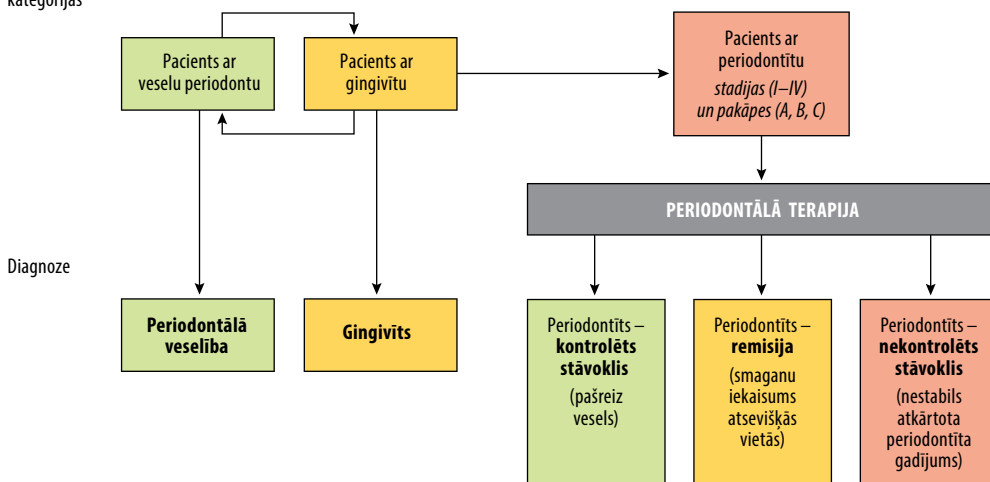 kategorijas
Pacients ar
veselu periodontu
Pacients ar
gingivītu
Pacients ar
periodontītu
stadijas (I–IV)
un pakāpes (A, B, C)
PERIODONTĀLĀ TERAPIJA
Diagnoze
Periodontālā
veselība
Gingivīts
Periodontīts –
kontrolēts
stāvoklis
(pašreiz
vesels)
Periodontīts –
remisija
(smaganu
iekaisums
atsevišķās
vietās)
Periodontīts –
nekontrolēts
stāvoklis
(nestabils
atkārtota
periodontīta
gadījums)